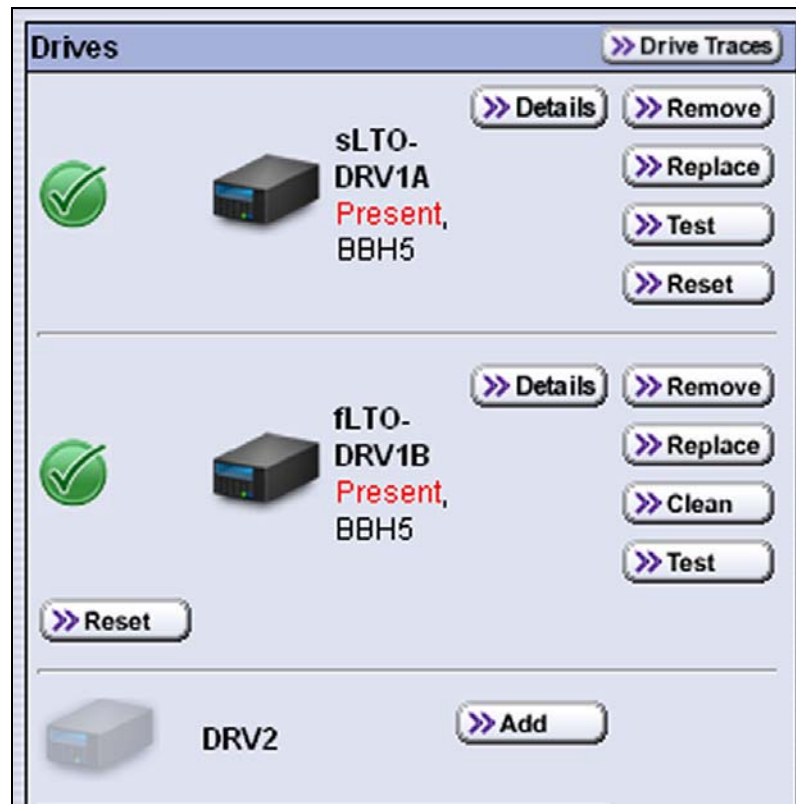 Drives
>> Drive Traces
>> Details
>> Remove
sLTO-
DRV1A
Present,
BBH5
>> Replace
>> Test
>> Reset
>> Details
>> Remove
fLTO-
DRV1B
Present,
BBH5
>> Replace
>> Clean
>> Test
>> Reset
DRV2
>> Add